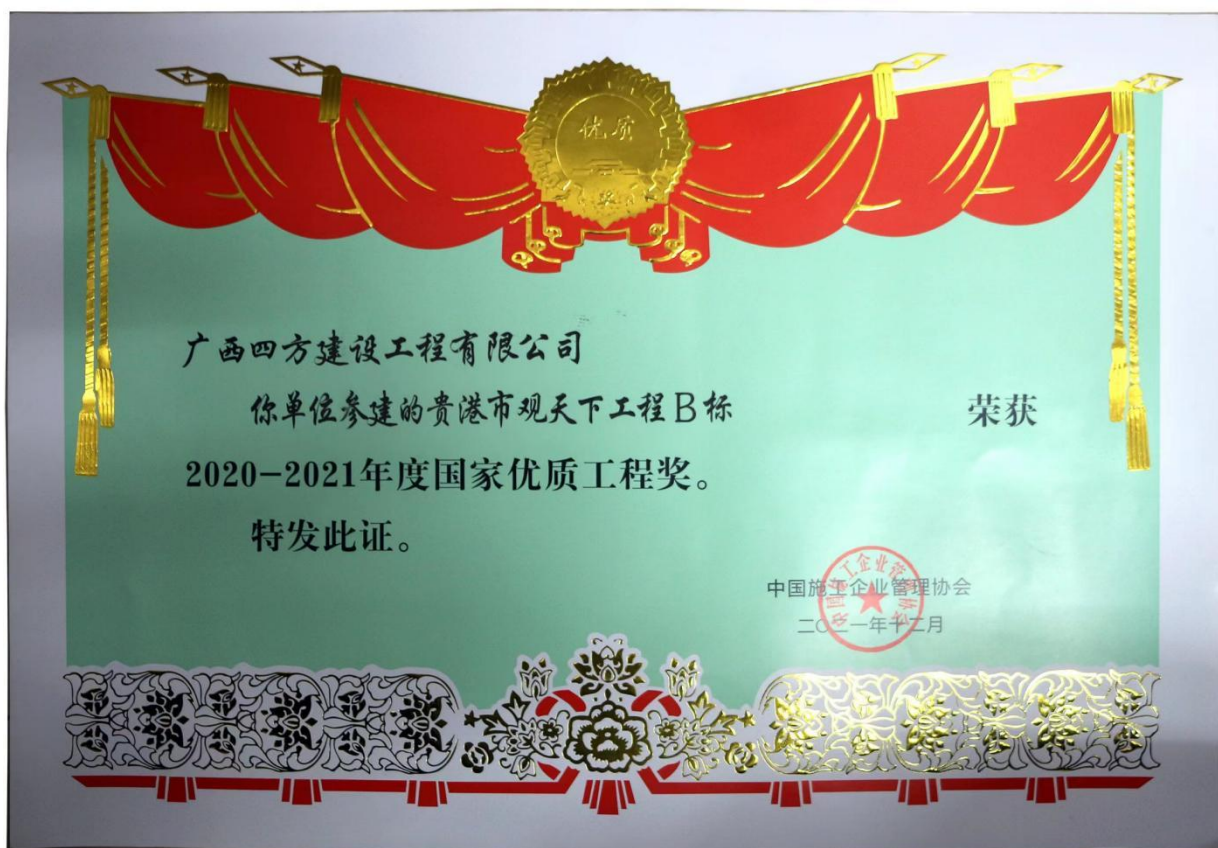 优质
奖
广西四方建设工程有限公司
你单位参建的贵港市观天下工程B标 荣获
2020-2021年度国家优质工程奖。
特发此证。
中国施工企业管理协会
二〇二一年十二月